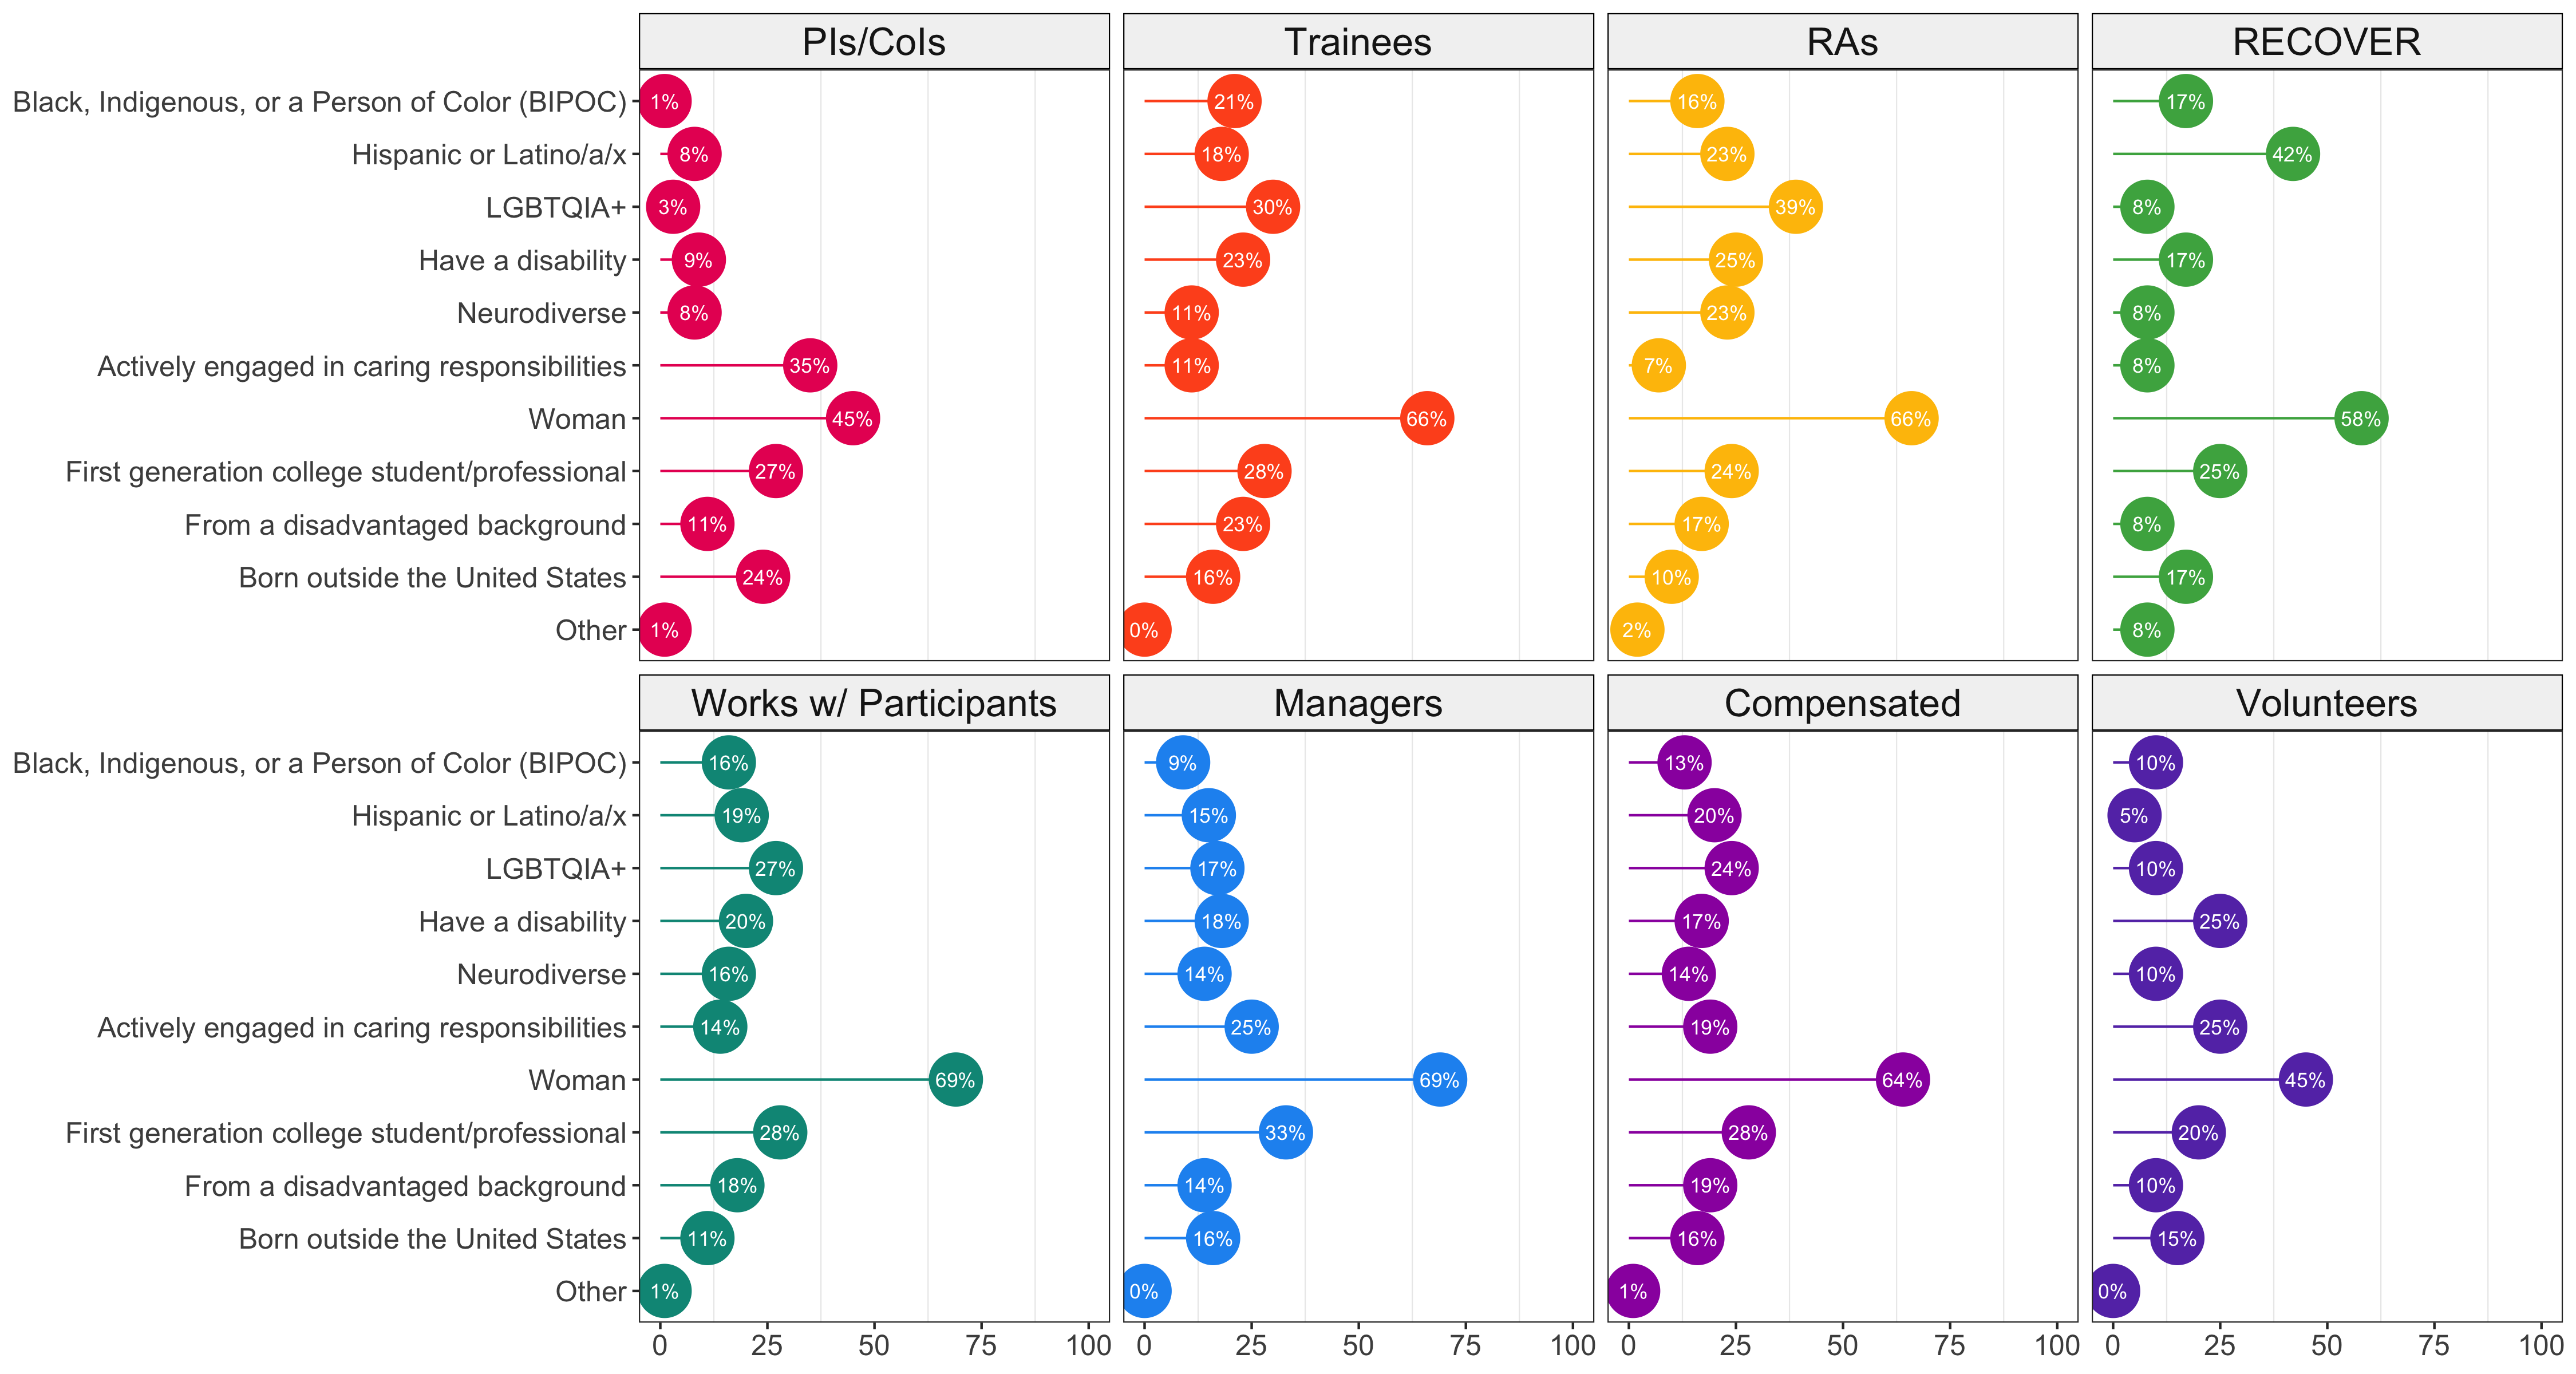 PIs/CoIs Trainees RAs RECOVER
Black, Indigenous, or a Person of Color (BIPOC) 1% 21% 16% 17%
Hispanic or Latino/a/x 8% 18% 23% 42%
LGBTQIA+ 3% 30% 39% 8%
Have a disability 9% 23% 25% 17%
Neurodiverse 8% 11% 23% 8%
Actively engaged in caring responsibilities 35% 11% 7% 8%
Woman 45% 66% 66% 58%
First generation college student/professional 27% 28% 24% 25%
From a disadvantaged background 11% 23% 17% 8%
Born outside the United States 24% 16% 10% 17%
Other 1% 0% 2% 8%
Works w/ Participants Managers Compensated Volunteers
Black, Indigenous, or a Person of Color (BIPOC) 16% 9% 13% 10%
Hispanic or Latino/a/x 19% 15% 20% 5%
LGBTQIA+ 27% 17% 24% 10%
Have a disability 20% 18% 17% 25%
Neurodiverse 16% 14% 14% 10%
Actively engaged in caring responsibilities 14% 25% 19% 25%
Woman 69% 69% 64% 45%
First generation college student/professional 28% 33% 28% 20%
From a disadvantaged background 18% 14% 19% 10%
Born outside the United States 11% 16% 16% 15%
Other 1% 0% 1% 0%
0 25 50 75 100 0 25 50 75 100 0 25 50 75 100 0 25 50 75 100